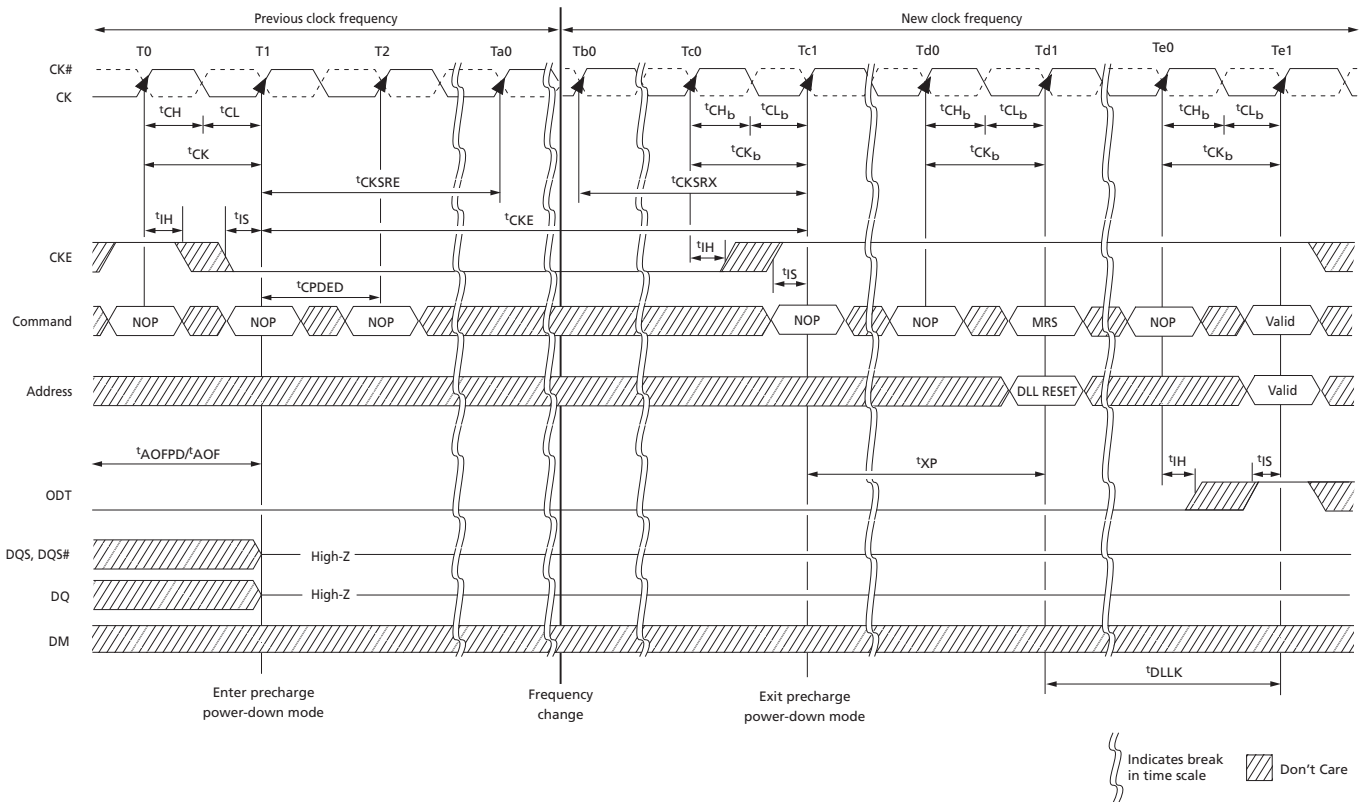 Previous clock frequency New clock frequency
T0 T1 T2 Ta0 Tb0 Tc0 Tc1 Td0 Td1 Te0 Te1
CK#
CK
tCH tCL tCHb tCLb tCHb tCLb tCHb tCLb
tCK tCKb tCKb tCKb
tCKSRE tCKSRX
tIH tIS tCKE
CKE tIH
tIS
tCPDED
Command NOP NOP NOP NOP NOP MRS NOP Valid
Address DLL RESET Valid
tAOFPD/tAOF tXP tIH tIS
ODT
DQS, DQS# High-Z
DQ High-Z
DM
tDLLK
Enter precharge
power-down mode
Frequency
change
Exit precharge
power-down mode
Indicates break
in time scale
Don't Care